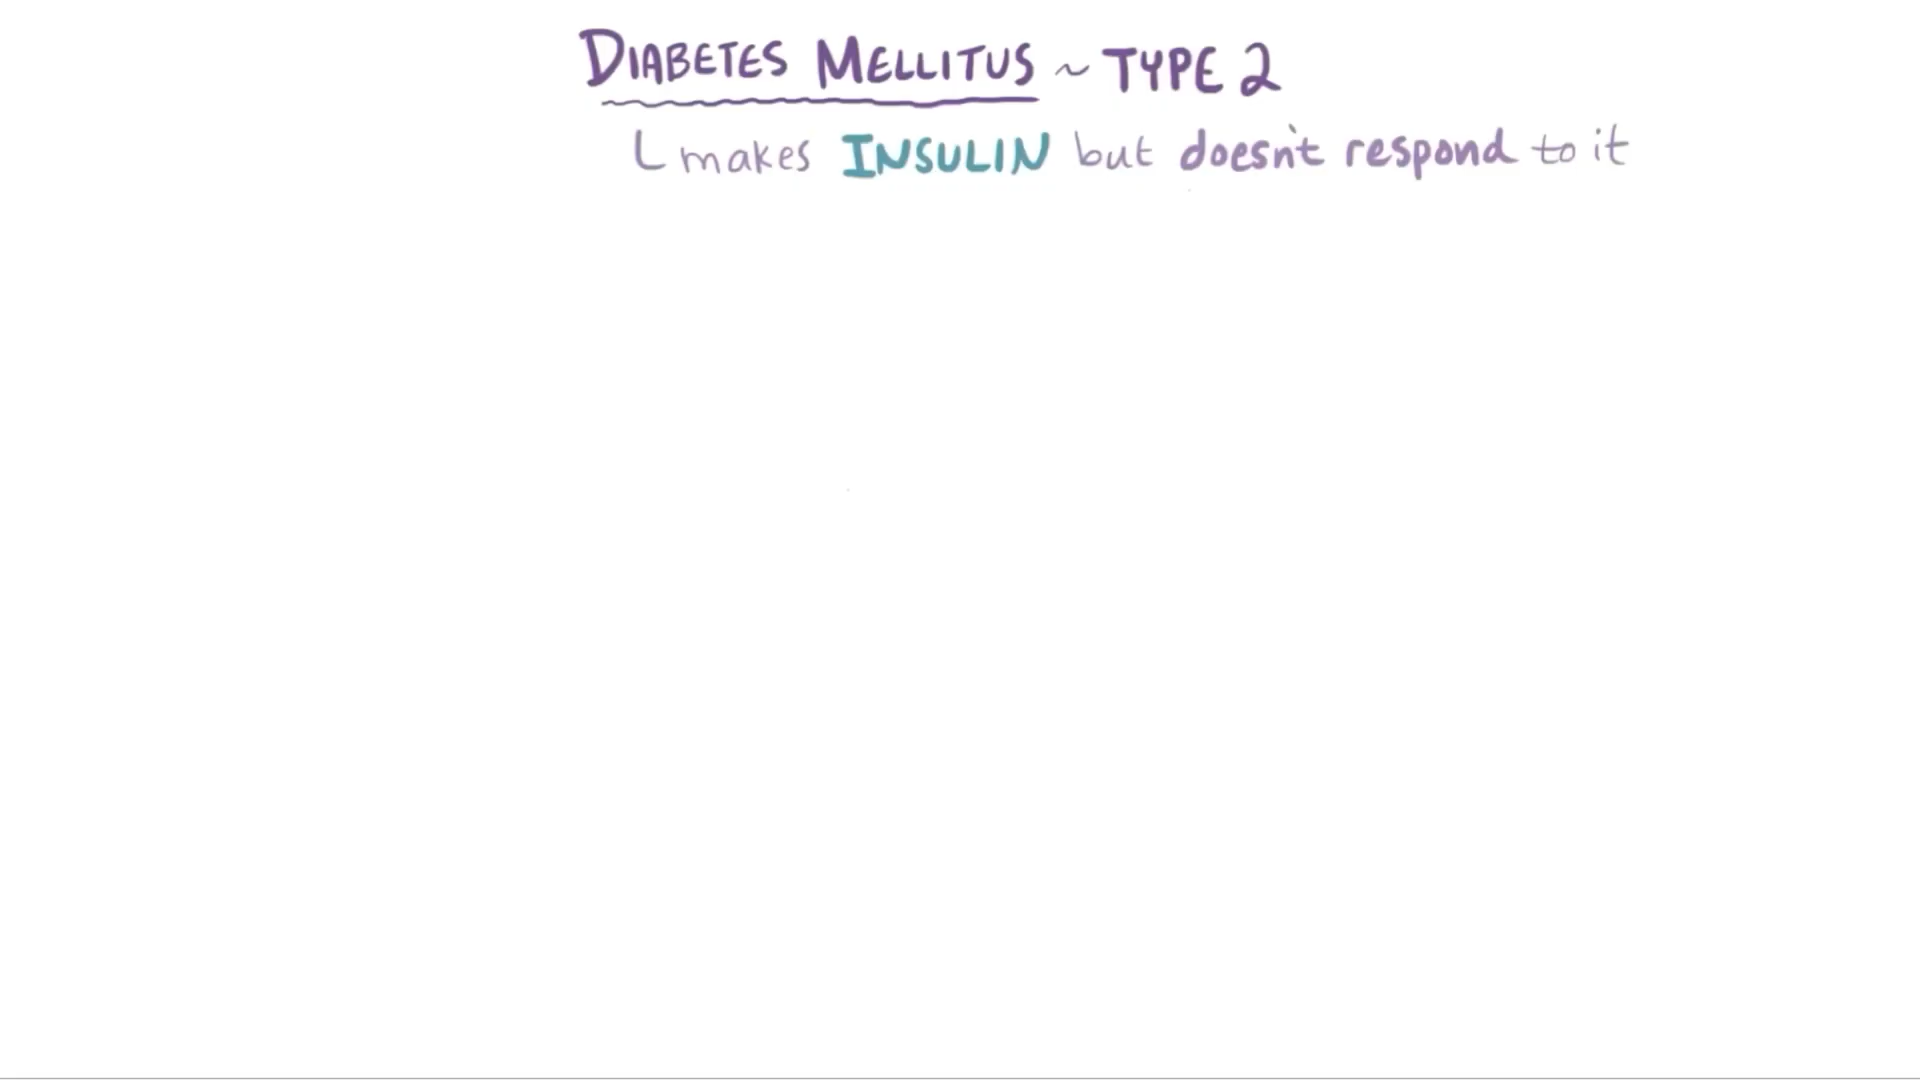 DIABETES MELLITUS ~ TYPE 2
makes INSULIN but doesn't respond to it